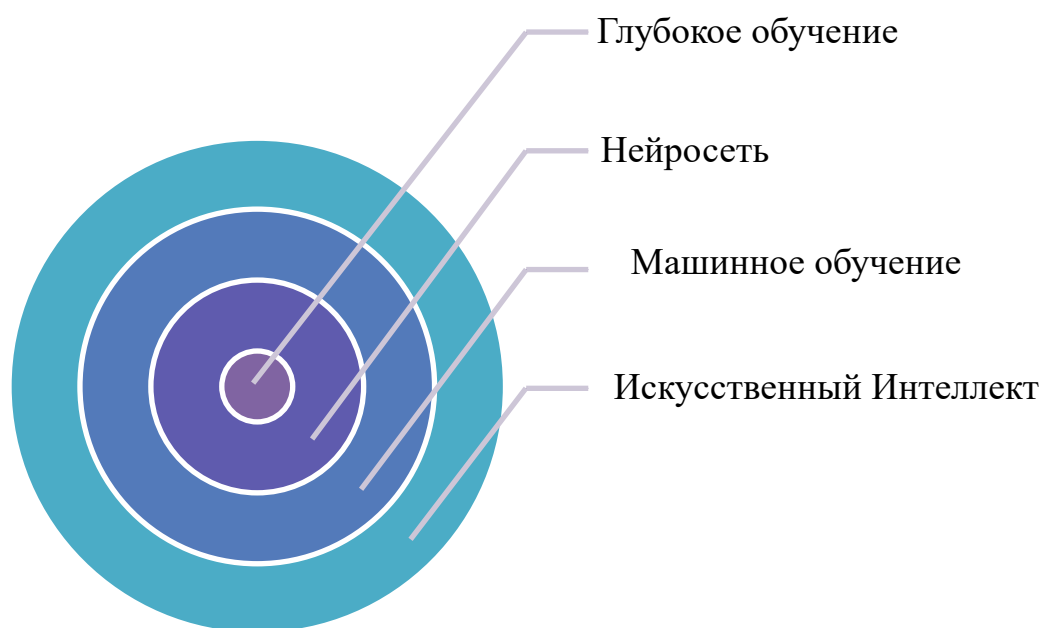 Глубокое обучение
Нейросеть
Машинное обучение
Искусственный Интеллект